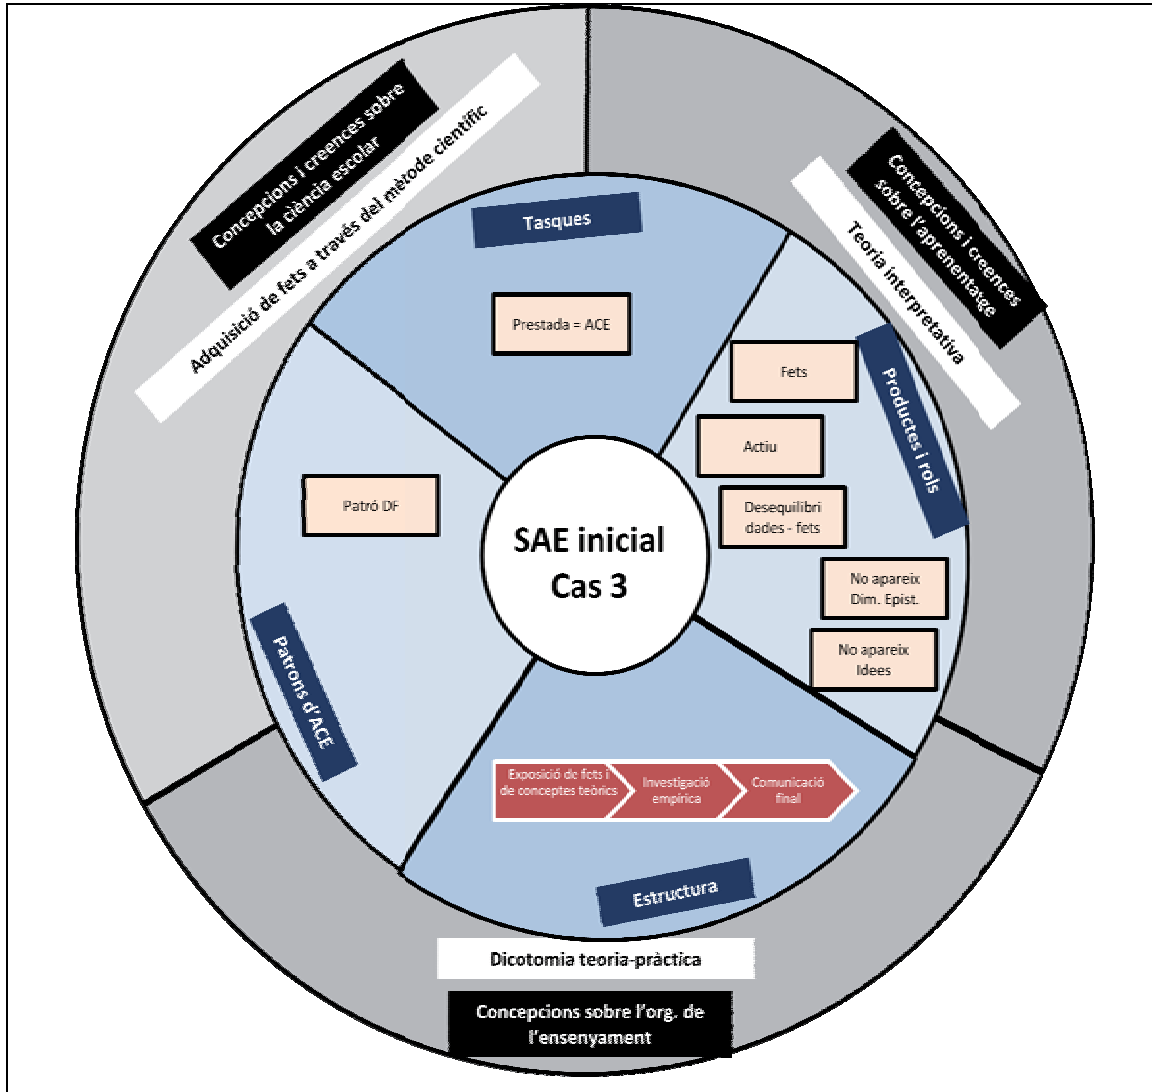 Concepcions i creences sobre
la ciència escolar
Adquisició de fets a través del mètode científic
Concepcions i creences
sobre l'aprenentatge
Teoria interpretativa
Tasques
Prestada = ACE
Productes i rols
Fets
Actiu
Desequilibri
dades - fets
No apareix
Dim. Epist.
No apareix
Idees
Patró DF
Patrons d'ACE
SAE inicial
Cas 3
Exposició de fets i
de conceptes teòrics
Investigació
empírica
Comunicació
final
Estructura
Dicotomia teoria-pràctica
Concepcions sobre l'org. de
l'ensenyament